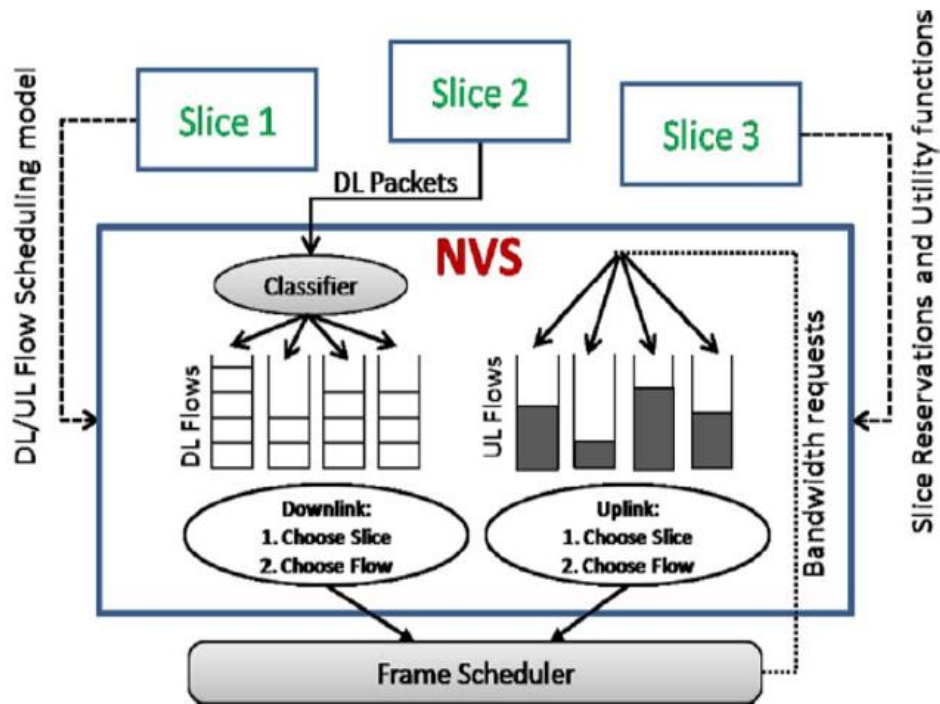 Slice 1
Slice 2
Slice 3
DL/UL Flow Scheduling model
Slice Reservations and Utility functions
DL Packets
NVS
Classifier
DL Flows
UL Flows
Bandwidth requests
Downlink:
1. Choose Slice
2. Choose Flow
Uplink:
1. Choose Slice
2. Choose Flow
Frame Scheduler